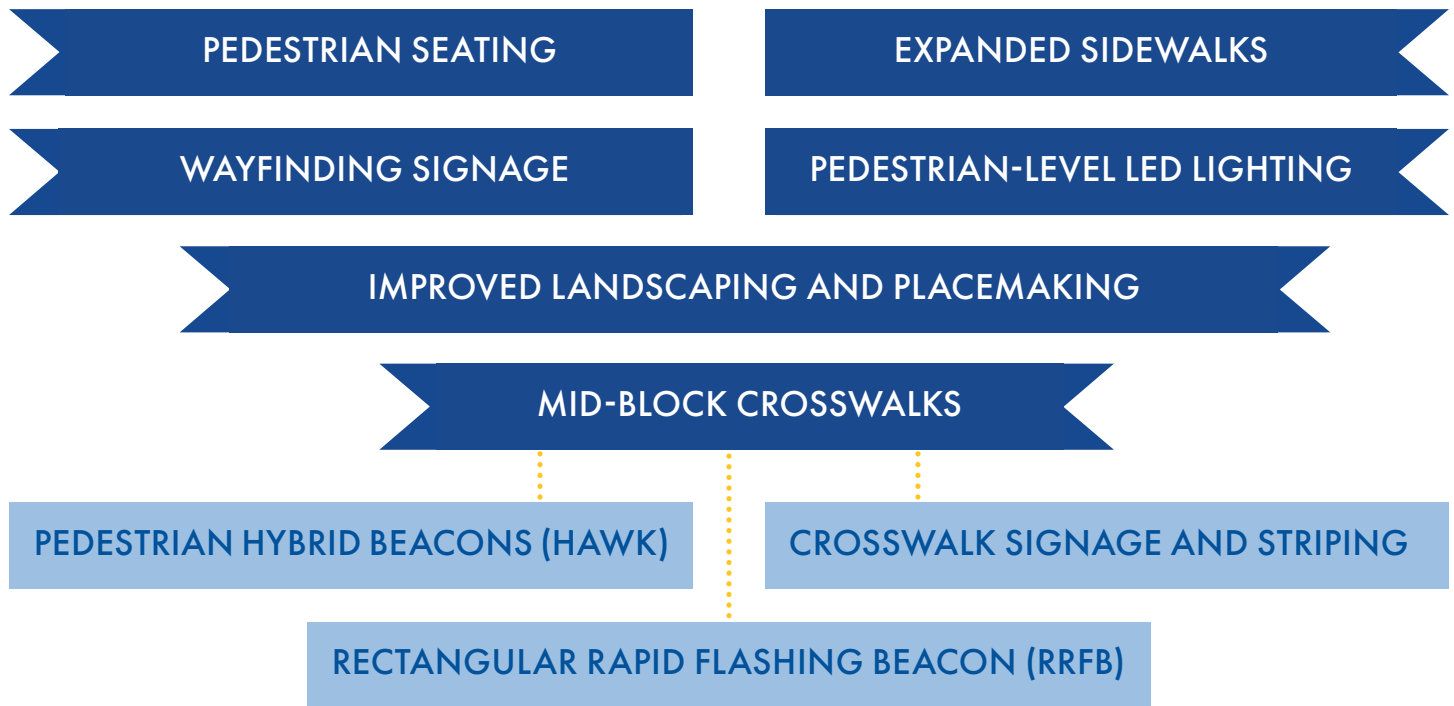 PEDESTRIAN SEATING
EXPANDED SIDEWALKS
WAYFINDING SIGNAGE
PEDESTRIAN-LEVEL LED LIGHTING
IMPROVED LANDSCAPING AND PLACEMAKING
MID-BLOCK CROSSWALKS
PEDESTRIAN HYBRID BEACONS (HAWK)
CROSSWALK SIGNAGE AND STRIPING
RECTANGULAR RAPID FLASHING BEACON (RRFB)